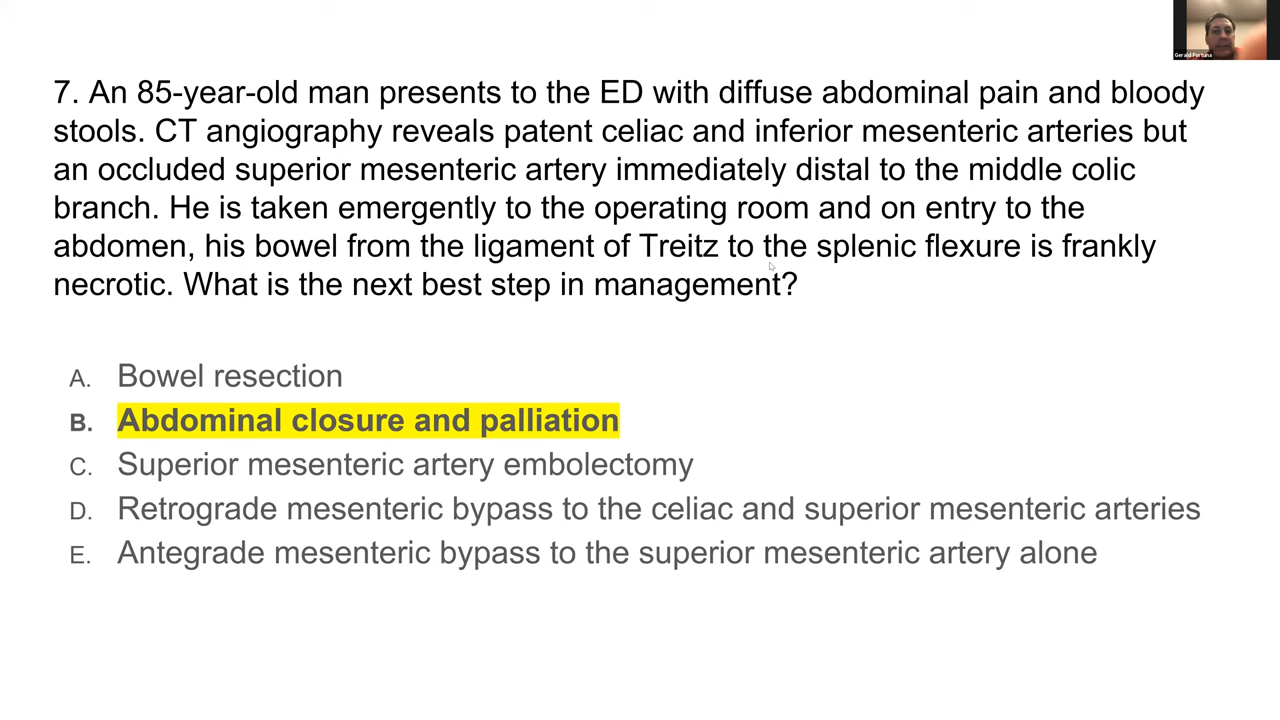 Gerald Fortuna
7. An 85-year-old man presents to the ED with diffuse abdominal pain and bloody
stools. CT angiography reveals patent celiac and inferior mesenteric arteries but
an occluded superior mesenteric artery immediately distal to the middle colic
branch. He is taken emergently to the operating room and on entry to the
abdomen, his bowel from the ligament of Treitz to the splenic flexure is frankly
necrotic. What is the next best step in management?
A. Bowel resection
B. Abdominal closure and palliation
C. Superior mesenteric artery embolectomy
D. Retrograde mesenteric bypass to the celiac and superior mesenteric arteries
E. Antegrade mesenteric bypass to the superior mesenteric artery alone